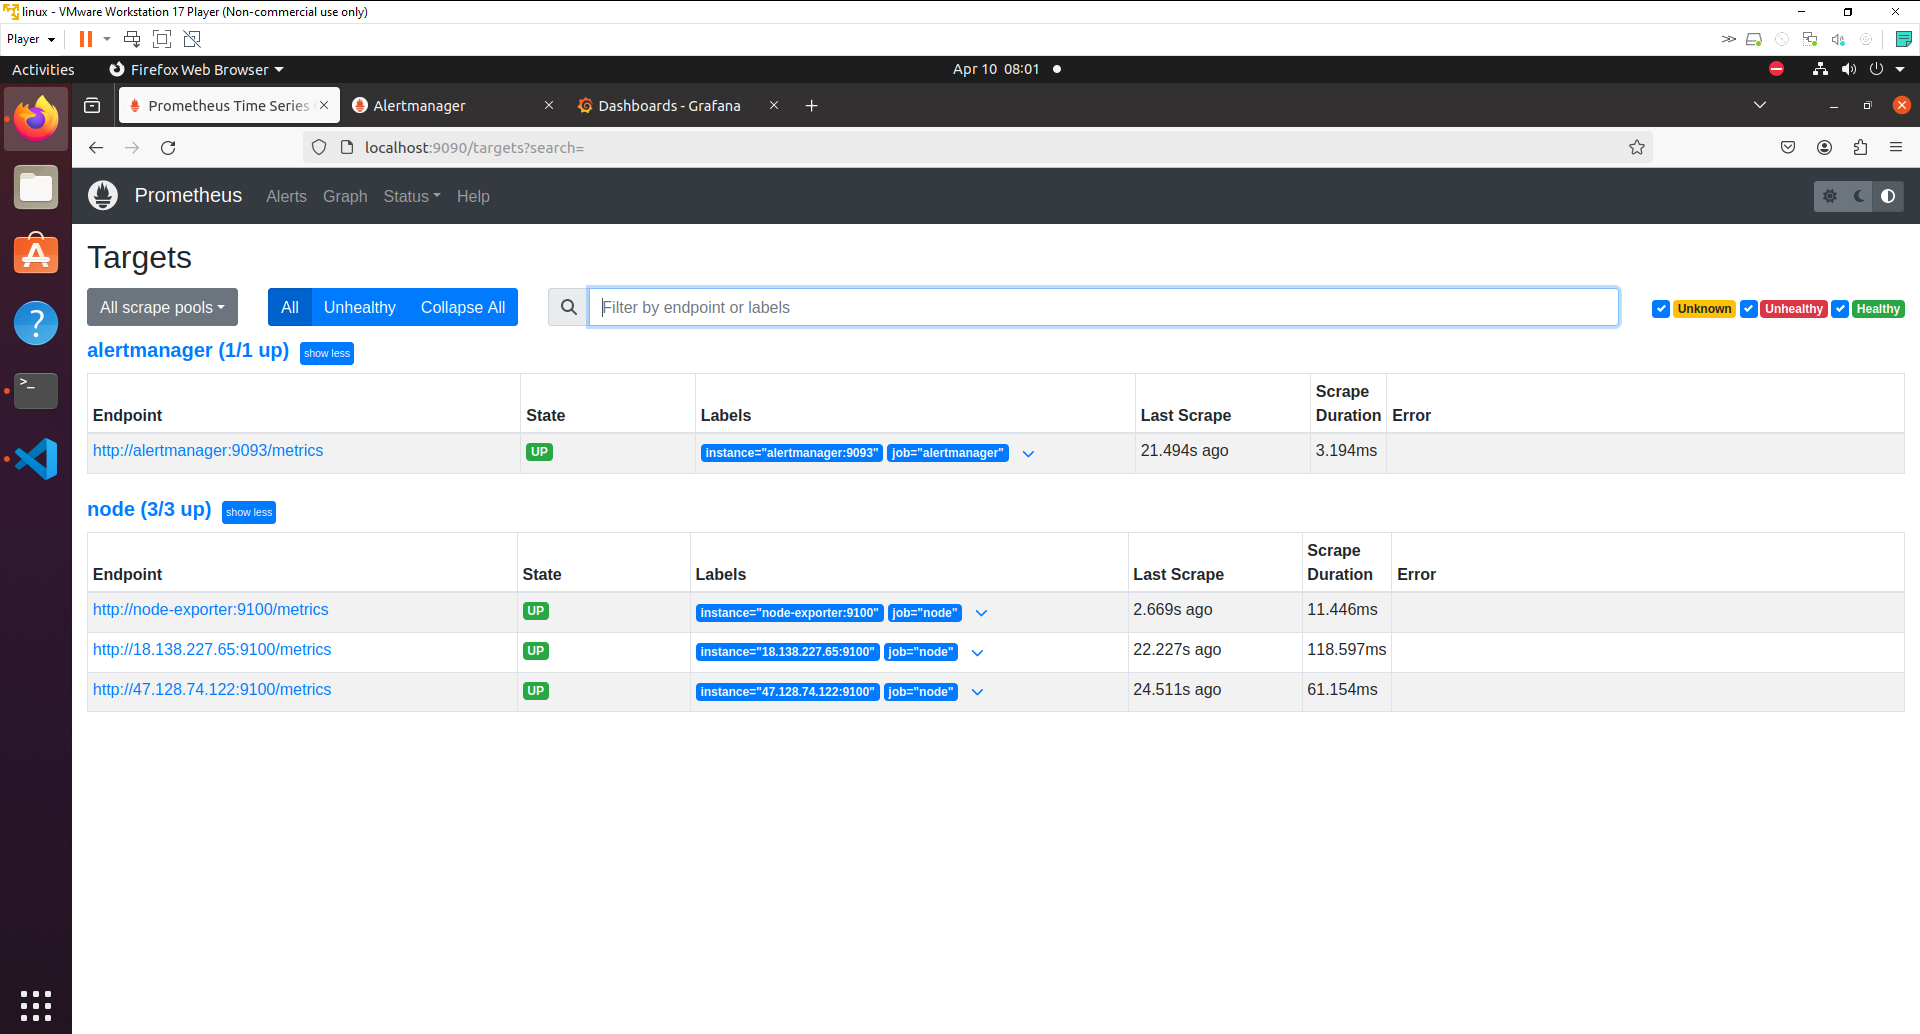 linux - VMware Workstation 17 Player (Non-commercial use only)
Player
Activities
Firefox Web Browser
Apr 10 08:01
Prometheus Time Series
Alertmanager
Dashboards - Grafana
localhost:9090/targets?search=
Prometheus
Alerts
Graph
Status
Help
Targets
All scrape pools
All
Unhealthy
Collapse All
Filter by endpoint or labels
Unknown
Unhealthy
Healthy
alertmanager (1/1 up)
show less
Endpoint
State
Labels
Last Scrape
Scrape
Duration
Error
http://alertmanager:9093/metrics
UP
instance="alertmanager:9093"
job="alertmanager"
21.494s ago
3.194ms
node (3/3 up)
show less
Endpoint
State
Labels
Last Scrape
Scrape
Duration
Error
http://node-exporter:9100/metrics
UP
instance="node-exporter:9100"
job="node"
2.669s ago
11.446ms
http://18.138.227.65:9100/metrics
UP
instance="18.138.227.65:9100"
job="node"
22.227s ago
118.597ms
http://47.128.74.122:9100/metrics
UP
instance="47.128.74.122:9100"
job="node"
24.511s ago
61.154ms